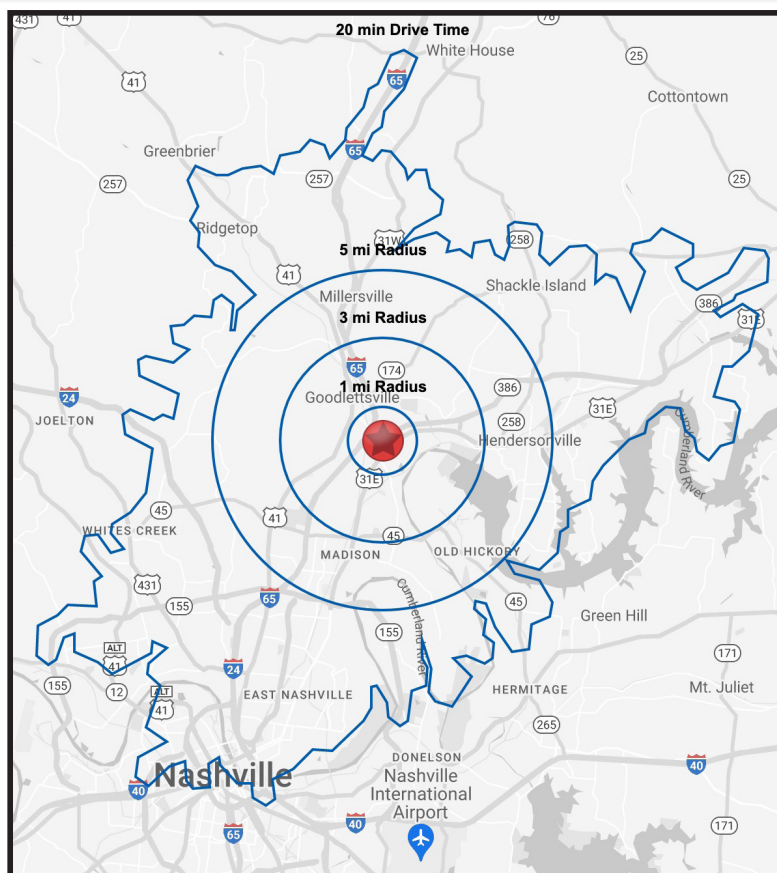 431
41
20 min Drive Time
76
White House
25
41
65
Cottontown
Greenbrier
65
257
257
25
Ridgetop
31W
258
5 mi Radius
41
Shackle Island
Millersville
386
3 mi Radius
31E
65
174
1 mi Radius
386
24
Goodlettsville
31E
JOELTON
258
Hendersonville
Cumberland River
31E
45
41
WHITES CREEK
45
MADISON
OLD HICKORY
431
65
155
45
Cumberland River
Green Hill
155
ALT
41
171
24
155
12
ALT
41
EAST NASHVILLE
HERMITAGE
Mt. Juliet
265
DONELSON
40
Nashville
Nashville
International
Airport
40
40
65
171